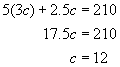 5(3c) + 2.5c = 210
17.5c = 210
c = 12